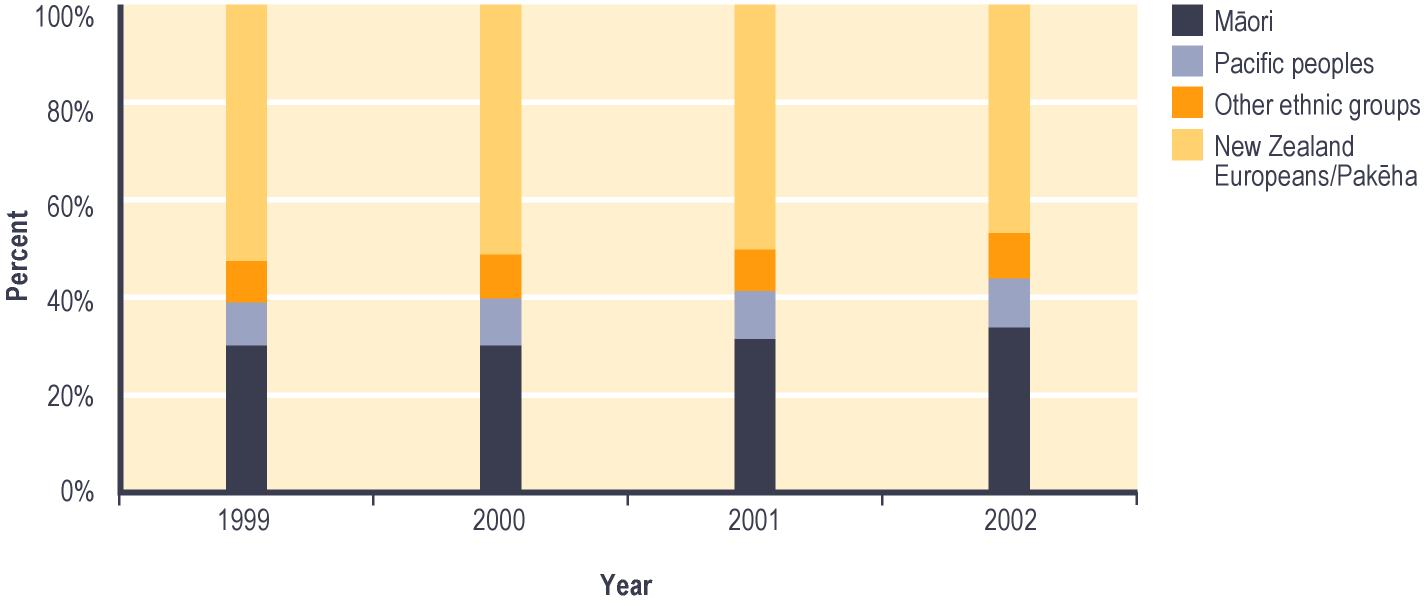 100%
80%
60%
40%
20%
0%
Percent
1999
2000
2001
2002
Year
Māori
Pacific peoples
Other ethnic groups
New Zealand
Europeans/Pakēha